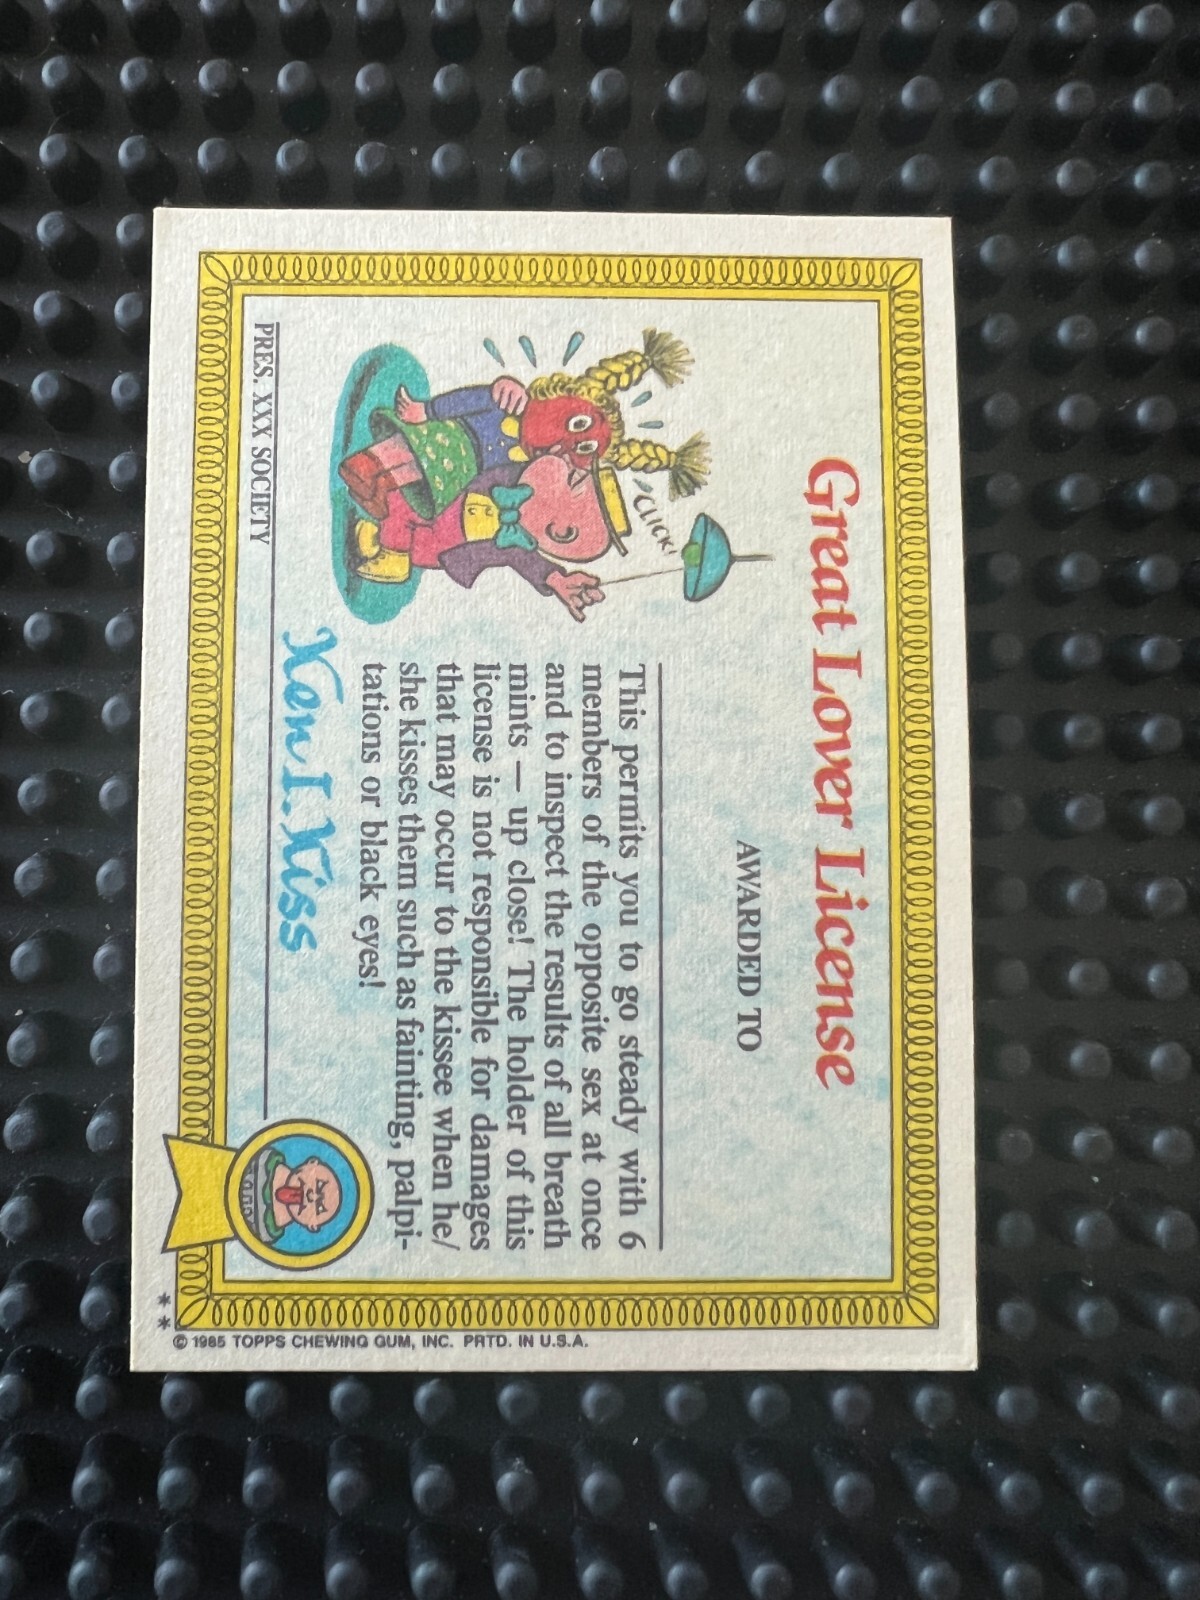 Great Lover License
AWARDED TO
CLICK!
This permits you to go steady with 6
members of the opposite sex at once
and to inspect the results of all breath
mints — up close! The holder of this
license is not responsible for damages
that may occur to the kissee when he/
she kisses them such as fainting, palpi-
tations or black eyes!
Ken I. Kiss
PRES. XXX SOCIETY
** © 1985 TOPPS CHEWING GUM, INC. PRTD. IN U.S.A.